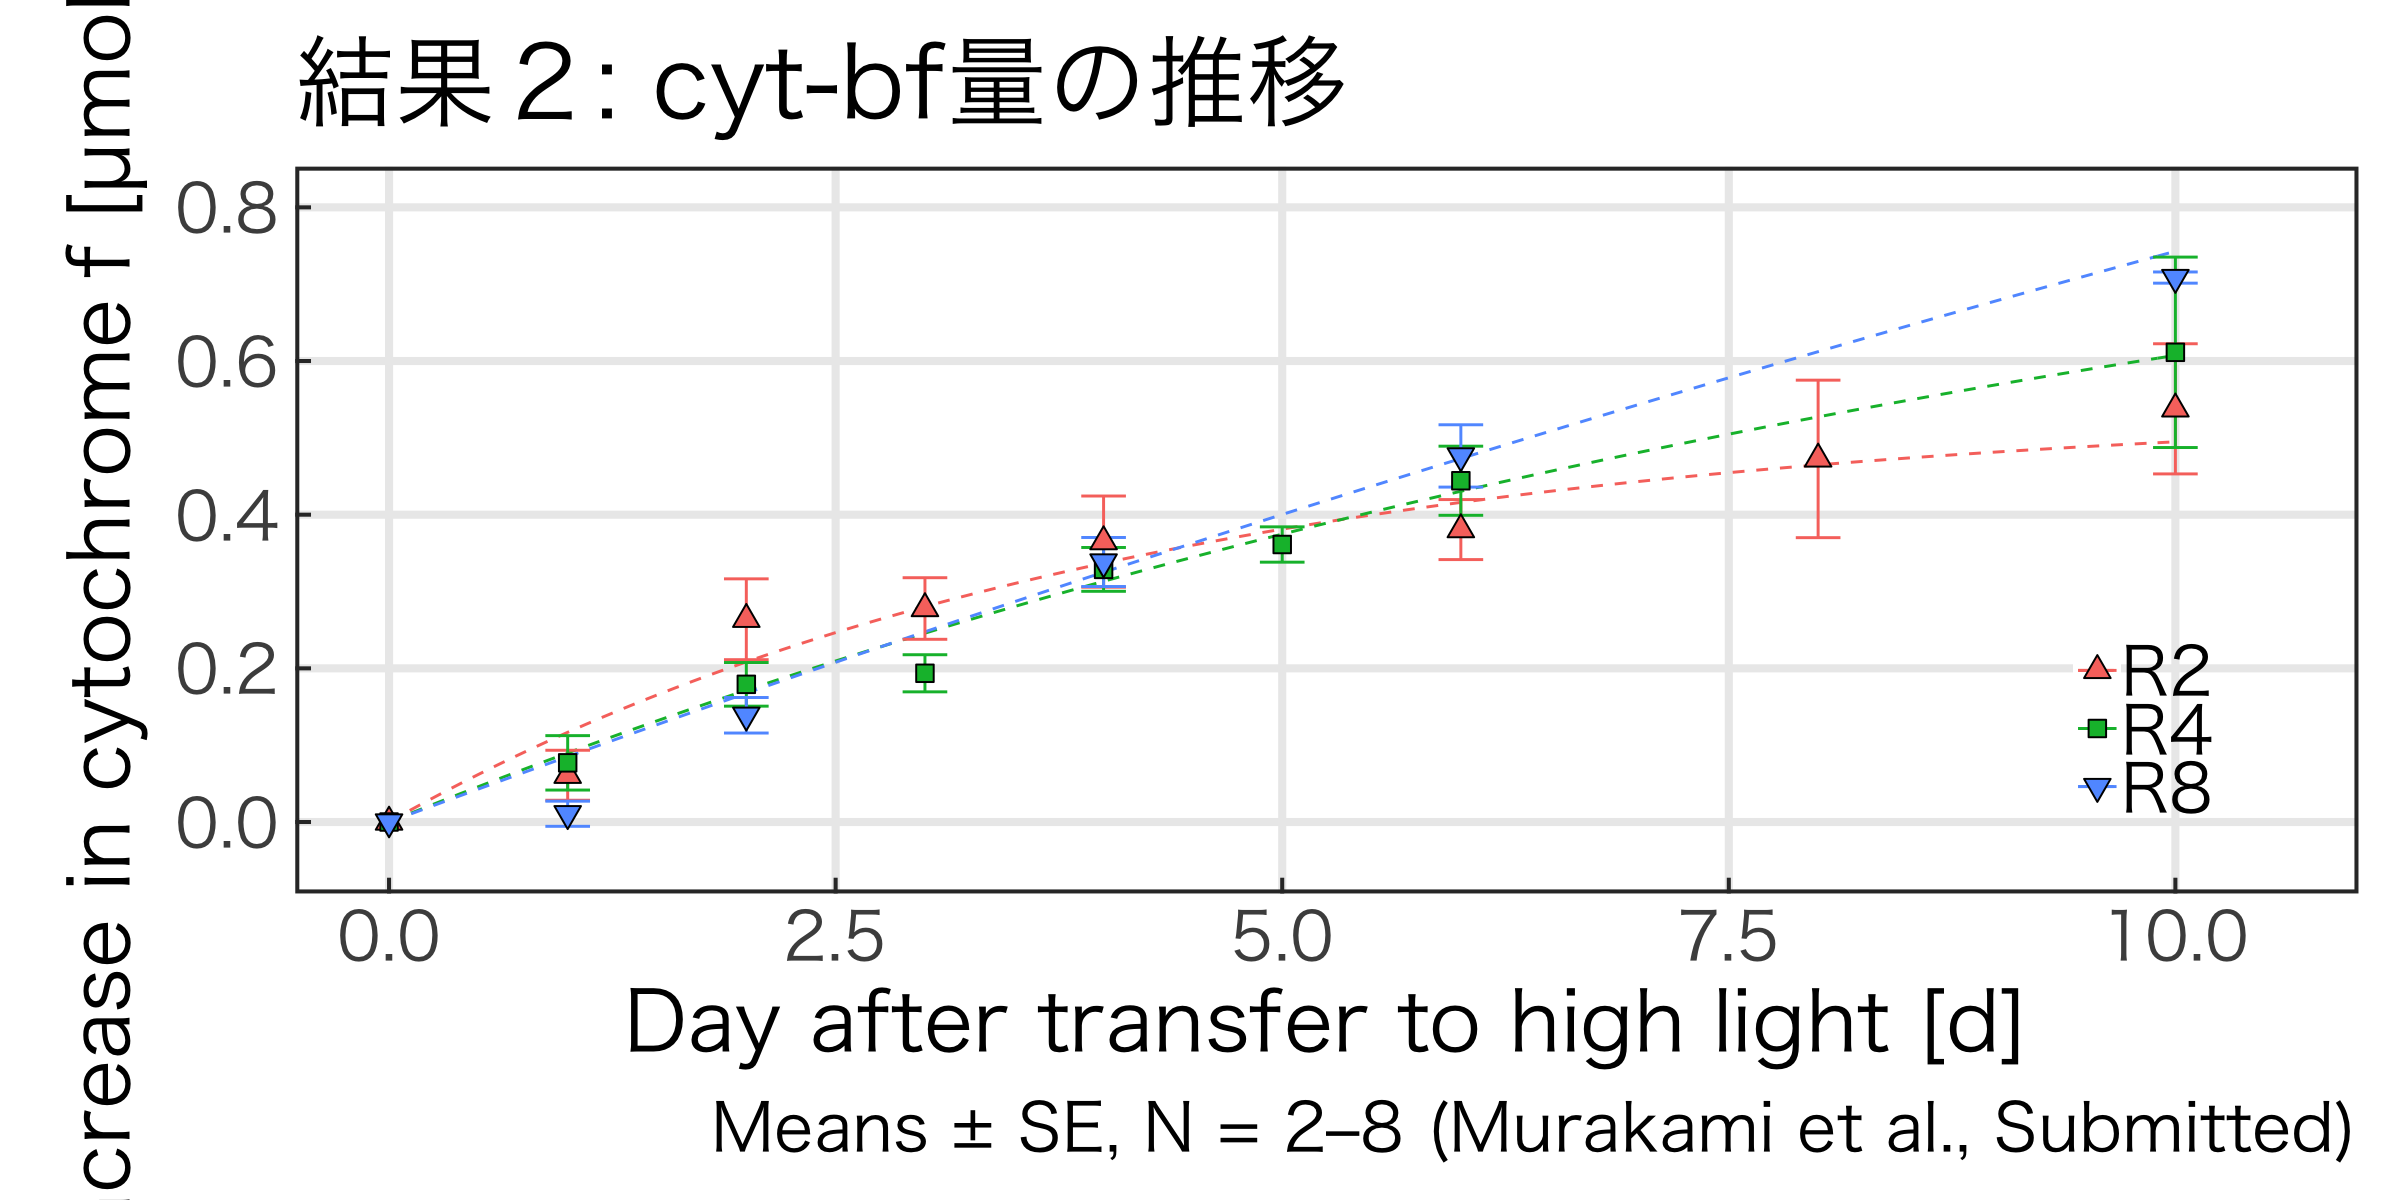 結果２: cyt-bf量の推移
crease in cytochrome f [µmol
0.8
0.6
0.4
0.2
0.0
R2
R4
R8
0.0 2.5 5.0 7.5 10.0
Day after transfer to high light [d]
Means ± SE, N = 2–8 (Murakami et al., Submitted)